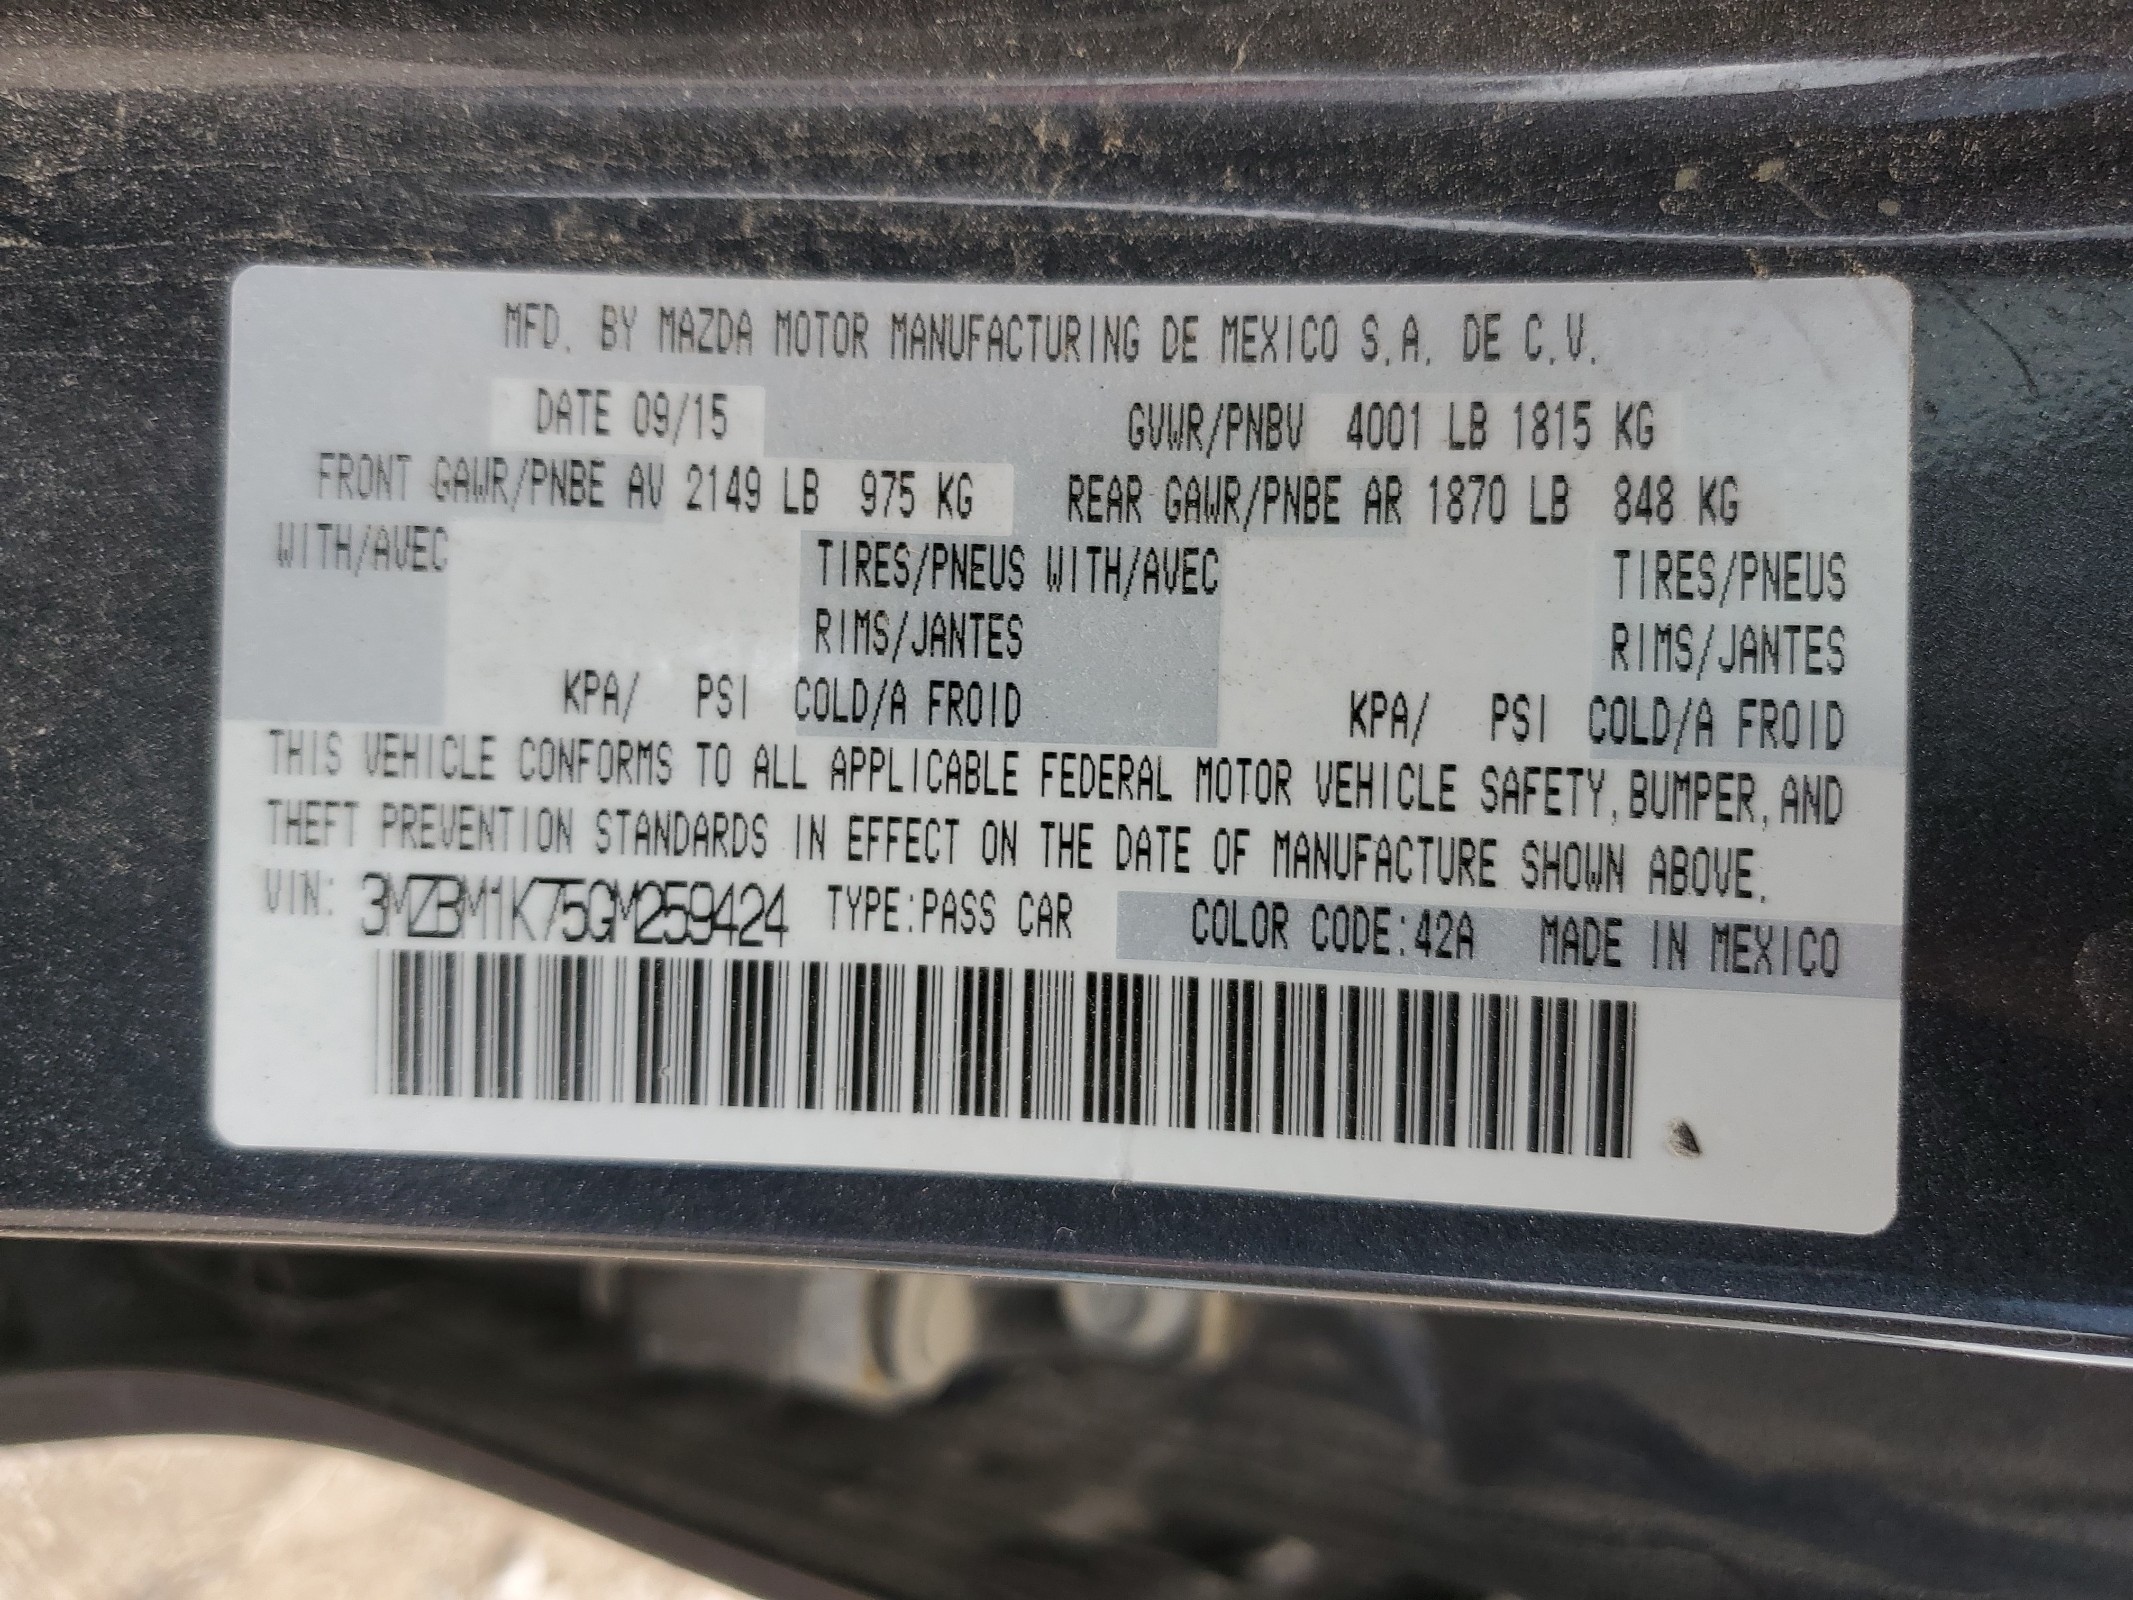 MFD. BY MAZDA MOTOR MANUFACTURING DE MEXICO S.A. DE C.V.
DATE 09/15 GVWR/PNBV 4001 LB 1815 KG
FRONT GAWR/PNBE AV 2149 LB 975 KG REAR GAWR/PNBE AR 1870 LB 848 KG
WITH/AVEC TIRES/PNEUS WITH/AVEC TIRES/PNEUS
RIMS/JANTES RIMS/JANTES
KPA/ PSI COLD/A FROID KPA/ PSI COLD/A FROID
THIS VEHICLE CONFORMS TO ALL APPLICABLE FEDERAL MOTOR VEHICLE SAFETY, BUMPER, AND
THEFT PREVENTION STANDARDS IN EFFECT ON THE DATE OF MANUFACTURE SHOWN ABOVE.
VIN: 3MZBM1K75GM259424 TYPE:PASS CAR COLOR CODE:42A MADE IN MEXICO